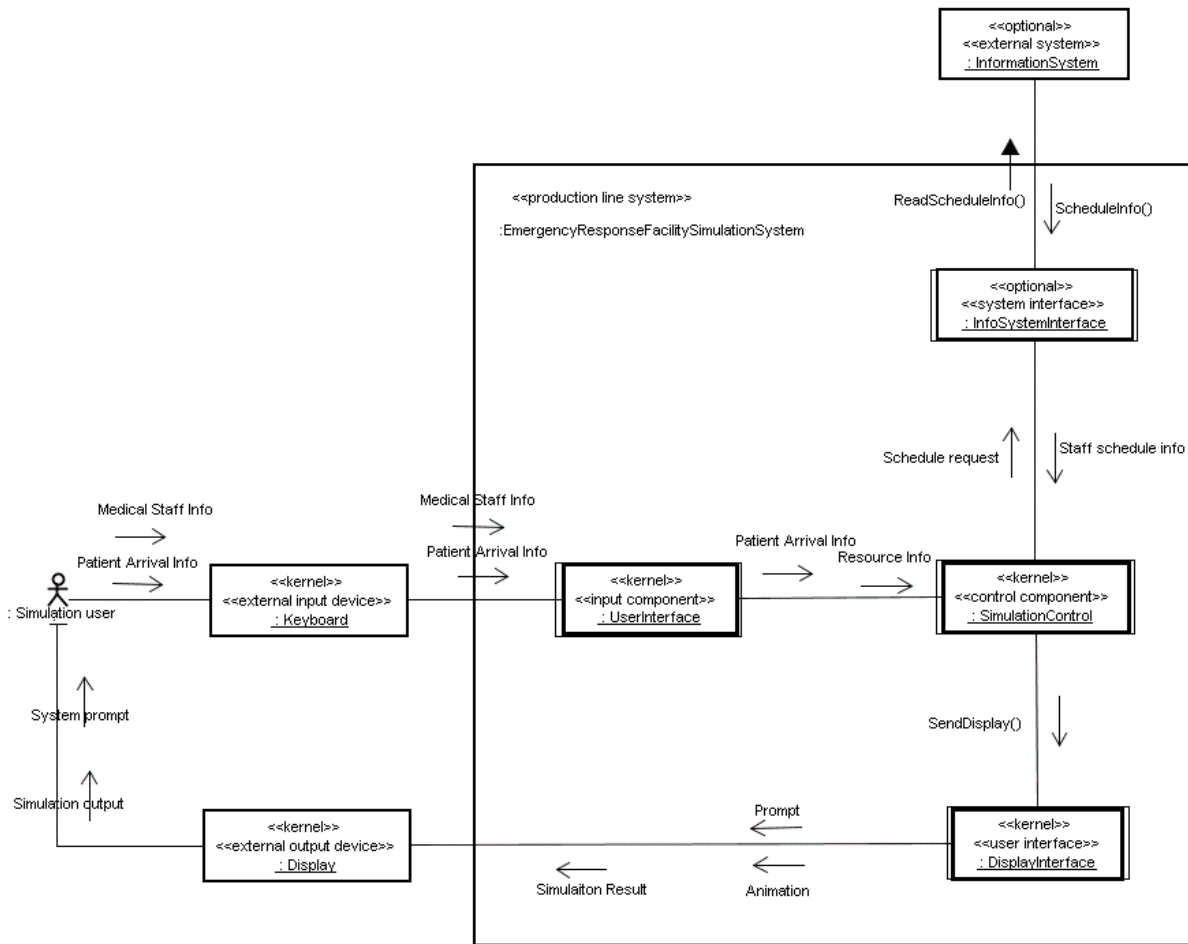 <<optional>>
<<external system>>
: InformationSystem
<<production line system>>
:EmergencyResponseFacilitySimulationSystem
ReadScheduleInfo()
ScheduleInfo()
<<optional>>
<<system interface>>
: InfoSystemInterface
Schedule request
Staff schedule info
Medical Staff Info
Patient Arrival Info
Medical Staff Info
Patient Arrival Info
Patient Arrival Info
Resource Info
: Simulation user
<<kernel>>
<<external input device>>
: Keyboard
<<kernel>>
<<input component>>
: UserInterface
<<kernel>>
<<control component>>
: SimulationControl
System prompt
Simulation output
SendDisplay()
<<kernel>>
<<external output device>>
: Display
Prompt
Simulaiton Result
Animation
<<kernel>>
<<user interface>>
: DisplayInterface